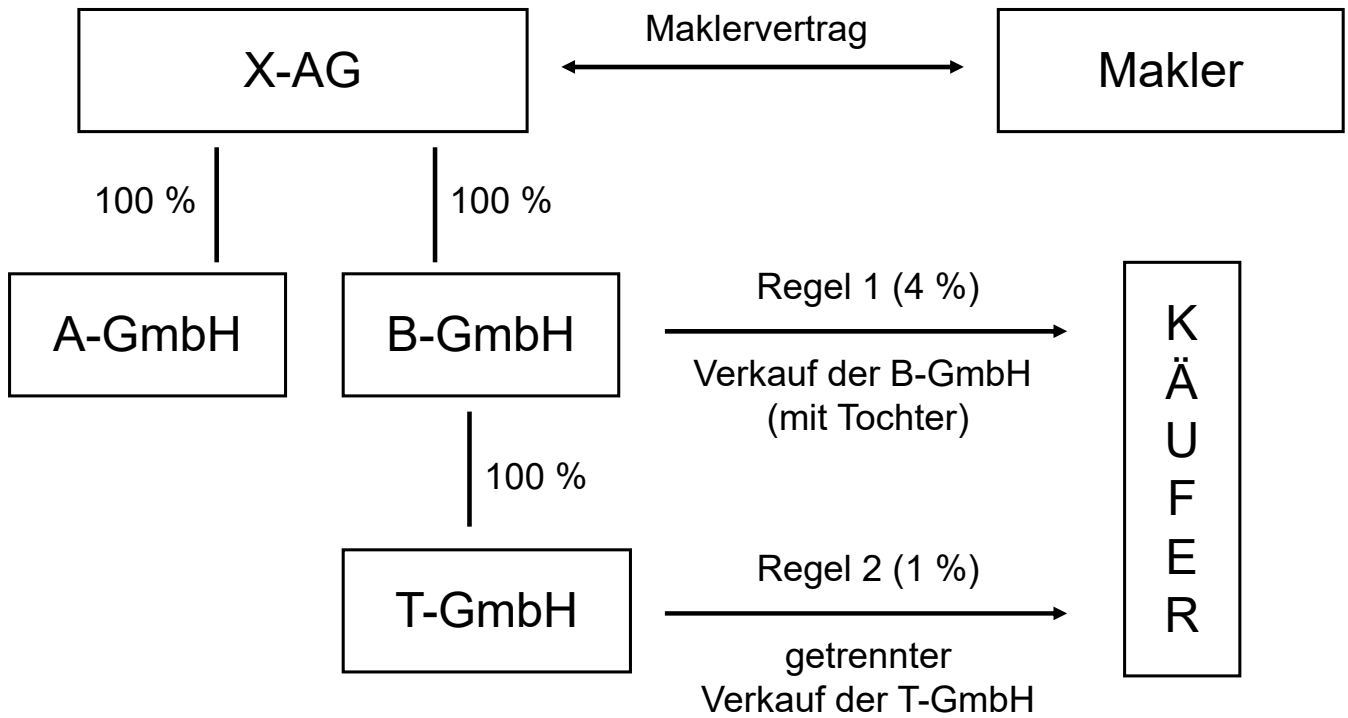 Maklervertrag
X-AG
Makler
100 %
100 %
A-GmbH
B-GmbH
Regel 1 (4 %)
Verkauf der B-GmbH
(mit Tochter)
100 %
T-GmbH
Regel 2 (1 %)
getrennter
Verkauf der T-GmbH
K
Ä
U
F
E
R